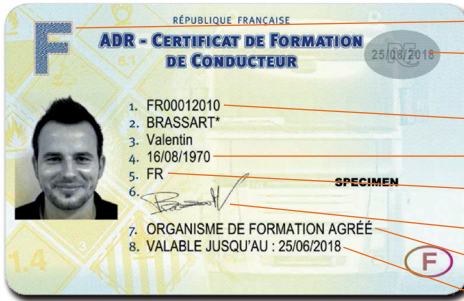 RÉPUBLIQUE FRANÇAISE
F
ADR - CERTIFICAT DE FORMATION
DE CONDUCTEUR
25/08/2018
1. FR00012010
2. BRASSART*
3. Valentin
4. 16/08/1970
5. FR
SPECIMEN
6.
7. ORGANISME DE FORMATION AGRÉÉ
8. VALABLE JUSQU'AU : 25/06/2018
F
1.4